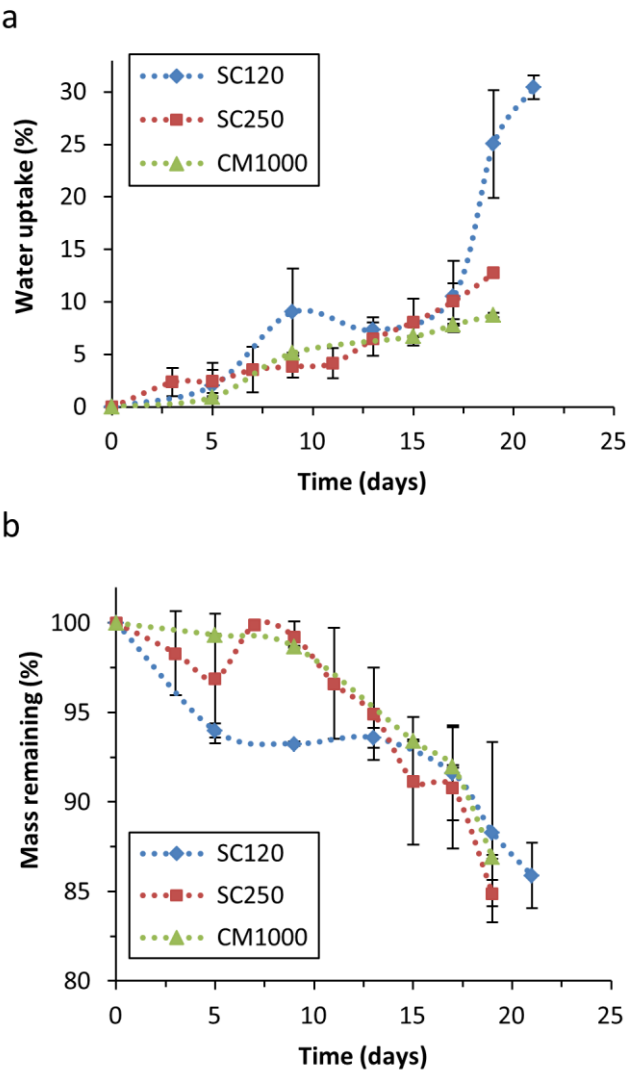 a
SC120
SC250
CM1000
30
25
20
15
10
5
0
Water uptake (%)
0 5 10 15 20 25
Time (days)
b
100
95
90
85
80
Mass remaining (%)
SC120
SC250
CM1000
0 5 10 15 20 25
Time (days)